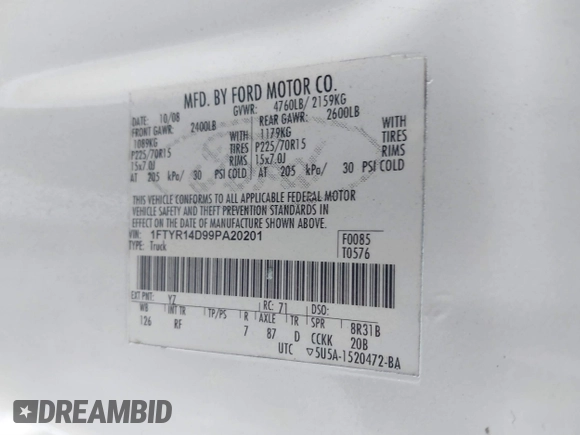 MFD. BY FORD MOTOR CO.
DATE: 10/08 GVWR: 4760LB/ 2159KG
FRONT GAWR: 2400LB REAR GAWR: 2600LB
1089KG WITH 1179KG WITH
P225/70R15 TIRES P225/70R15 TIRES
15x7.0J RIMS 15x7.0J RIMS
AT 205 kPa/ 30 PSI COLD AT 205 kPa/ 30 PSI COLD
THIS VEHICLE CONFORMS TO ALL APPLICABLE FEDERAL MOTOR
VEHICLE SAFETY AND THEFT PREVENTION STANDARDS IN
EFFECT ON THE DATE OF MANUFACTURE SHOWN ABOVE.
VIN: 1FTYR14D99PA20201 F0085
TYPE: Truck T0576
EXT PNT: YZ RC: 71 DSO:
WB INT TR TP/PS R AXLE TR SPR 8R31B
126 RF 7 87 D CCKK 20B
UTC ▽5U5A-1520472-BA
DREAMBID